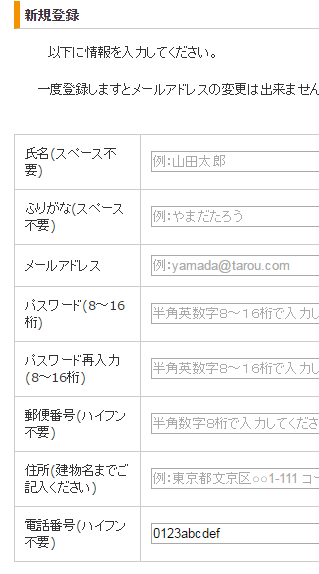 新規登録
以下に情報を入力してください。
一度登録しますとメールアドレスの変更は出来ません
氏名(スペース不
要)
例：山田太郎
ふりがな(スペース
不要)
例：やまだたろう
メールアドレス
例：yamada@tarou.com
パスワード(8～16
桁)
半角英数字８～１６桁で入力し
パスワード再入力
(8～16桁)
半角英数字８～１６桁で入力し
郵便番号(ハイフン
不要)
半角数字8桁で入力してくださ
住所(建物名までご
記入ください)
例：東京都文京区○○1-111 コー
電話番号(ハイフン
不要)
0123abcdef